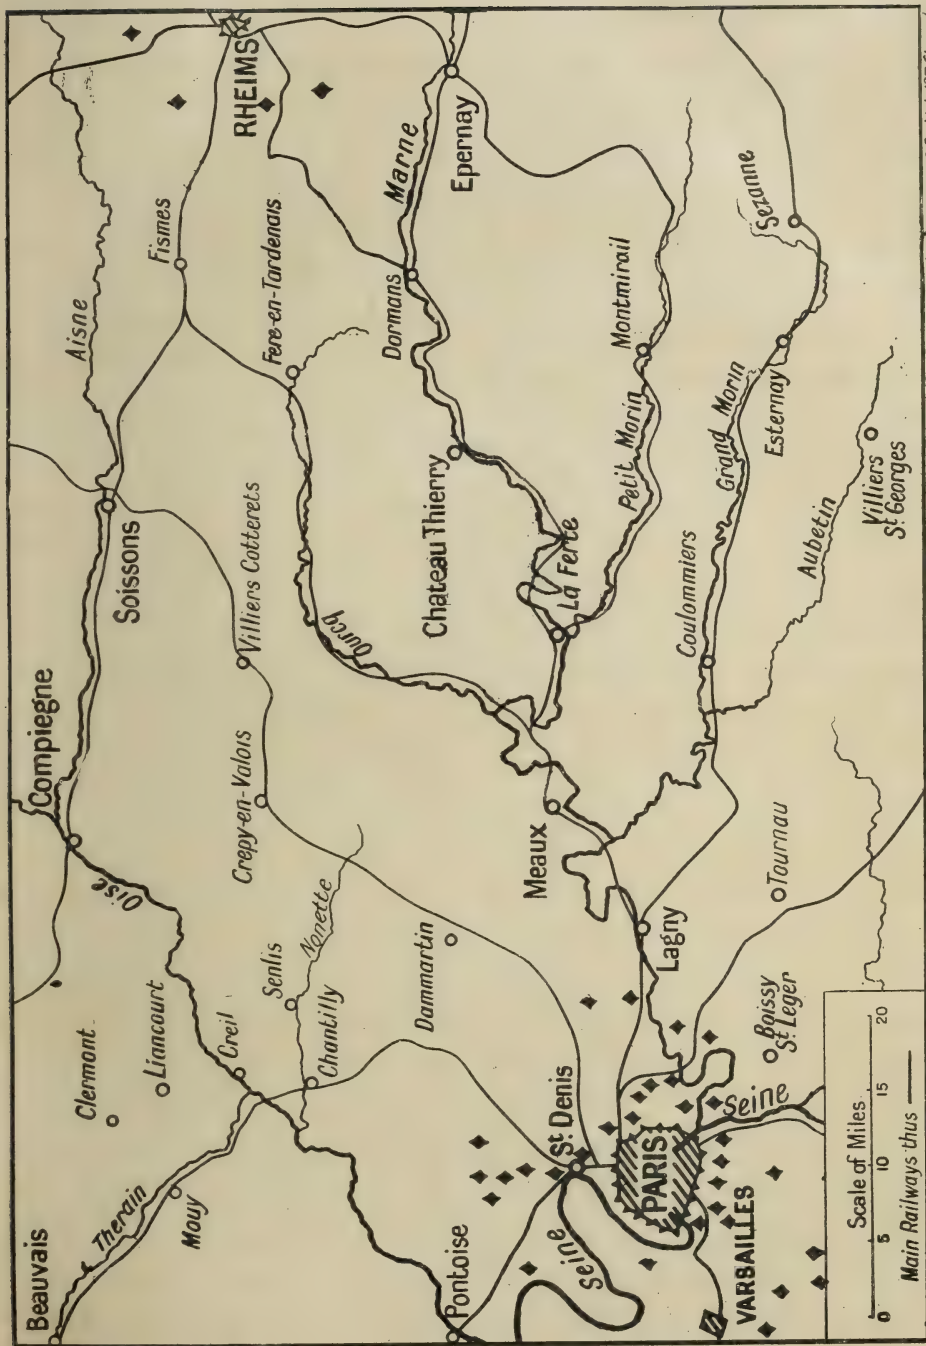 Beauvais
Therain
Mouy
Clermont
Liancourt
Creil
Oise
Compiegne
Soissons
Aisne
Fismes
RHEIMS
Senlis
Nonette
Chantilly
Crepy-en-Valois
Villiers Cotterets
Fere-en-Tardenais
Pontoise
Dammartin
Ourcq
Chateau Thierry
Dormans
Marne
Epernay
Seine
St. Denis
Meaux
La Ferte
Petit Morin
Montmirail
PARIS
Lagny
Coulommiers
Grand Morin
Esternay
Sezanne
VARSAILLES
Seine
Boissy
St Leger
Tournau
Aubetin
Villiers
St. Georges
Scale of Miles
0 5 10 15 20
Main Railways thus